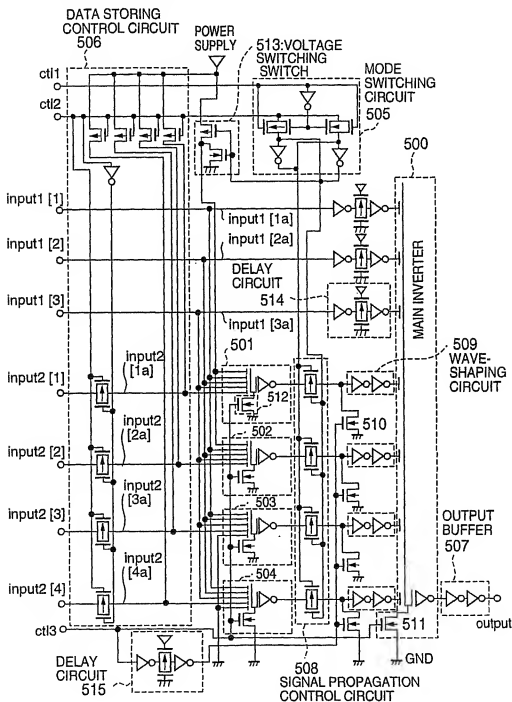 DATA STORING
CONTROL CIRCUIT
506
POWER
SUPPLY
513:VOLTAGE
SWITCHING
SWITCH
MODE
SWITCHING
CIRCUIT
505
500
ctl1
ctl2
input1 [1]
input1 [1a]
input1 [2]
input1 [2a]
DELAY
CIRCUIT
514
MAIN INVERTER
input1 [3]
input1 [3a]
input2
[1a]
501
509
WAVE-
SHAPING
CIRCUIT
input2 [1]
512
510
input2
[2a]
502
input2 [2]
input2
[3a]
503
input2 [3]
OUTPUT
BUFFER
507
input2
[4a]
504
input2 [4]
output
ctl3
511
DELAY
CIRCUIT
515
508
SIGNAL PROPAGATION
CONTROL CIRCUIT
GND